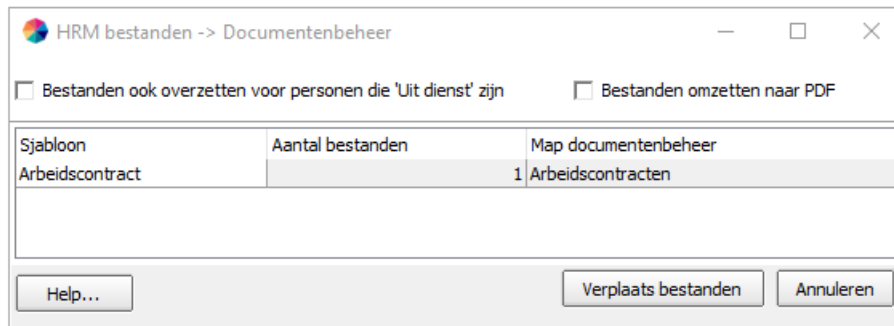 HRM bestanden -> Documentenbeheer
Bestanden ook overzetten voor personen die 'Uit dienst' zijn Bestanden omzetten naar PDF
Sjabloon Aantal bestanden Map documentenbeheer
Arbeidscontract 1 Arbeidscontracten
Help... Verplaats bestanden Annuleren